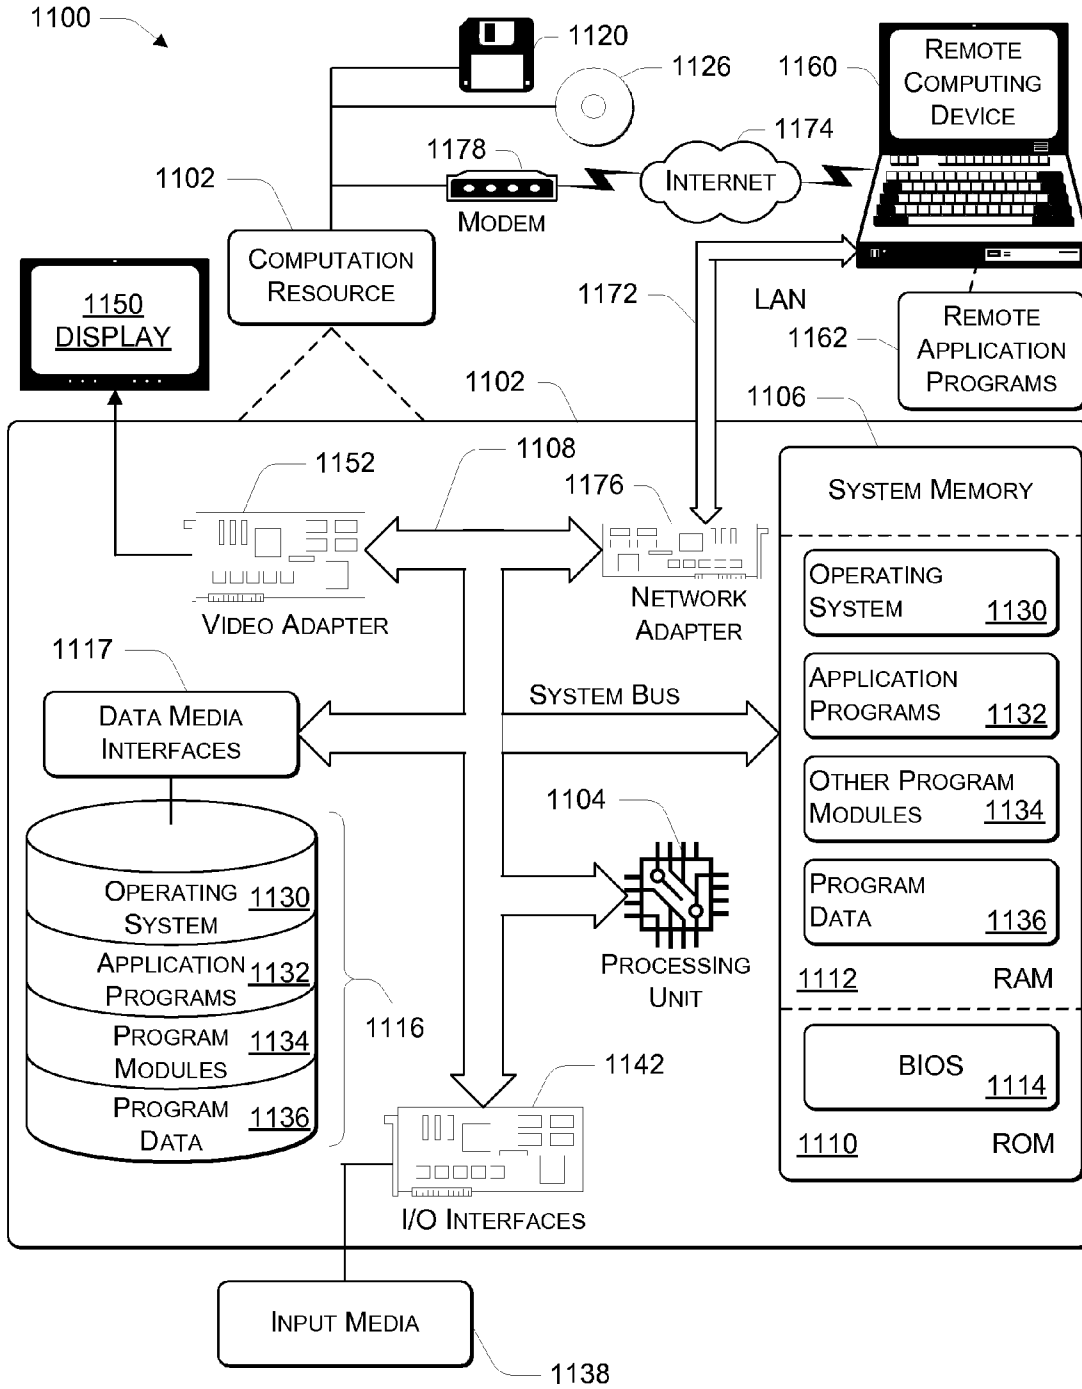 1100
1120
1126
1160
REMOTE
COMPUTING
DEVICE
1174
1178
1102
INTERNET
MODEM
COMPUTATION
RESOURCE
1150
DISPLAY
1172
LAN
1162
REMOTE
APPLICATION
PROGRAMS
1102
1106
1108
1152
1176
SYSTEM MEMORY
OPERATING
SYSTEM
1130
VIDEO ADAPTER
NETWORK
ADAPTER
1117
APPLICATION
PROGRAMS
1132
DATA MEDIA
INTERFACES
SYSTEM BUS
OTHER PROGRAM
MODULES
1134
1104
PROGRAM
DATA
1136
OPERATING
SYSTEM
1130
APPLICATION
PROGRAMS
1132
PROCESSING
UNIT
1112
RAM
1116
PROGRAM
MODULES
1134
1142
BIOS
1114
PROGRAM
DATA
1136
1110
ROM
I/O INTERFACES
INPUT MEDIA
1138